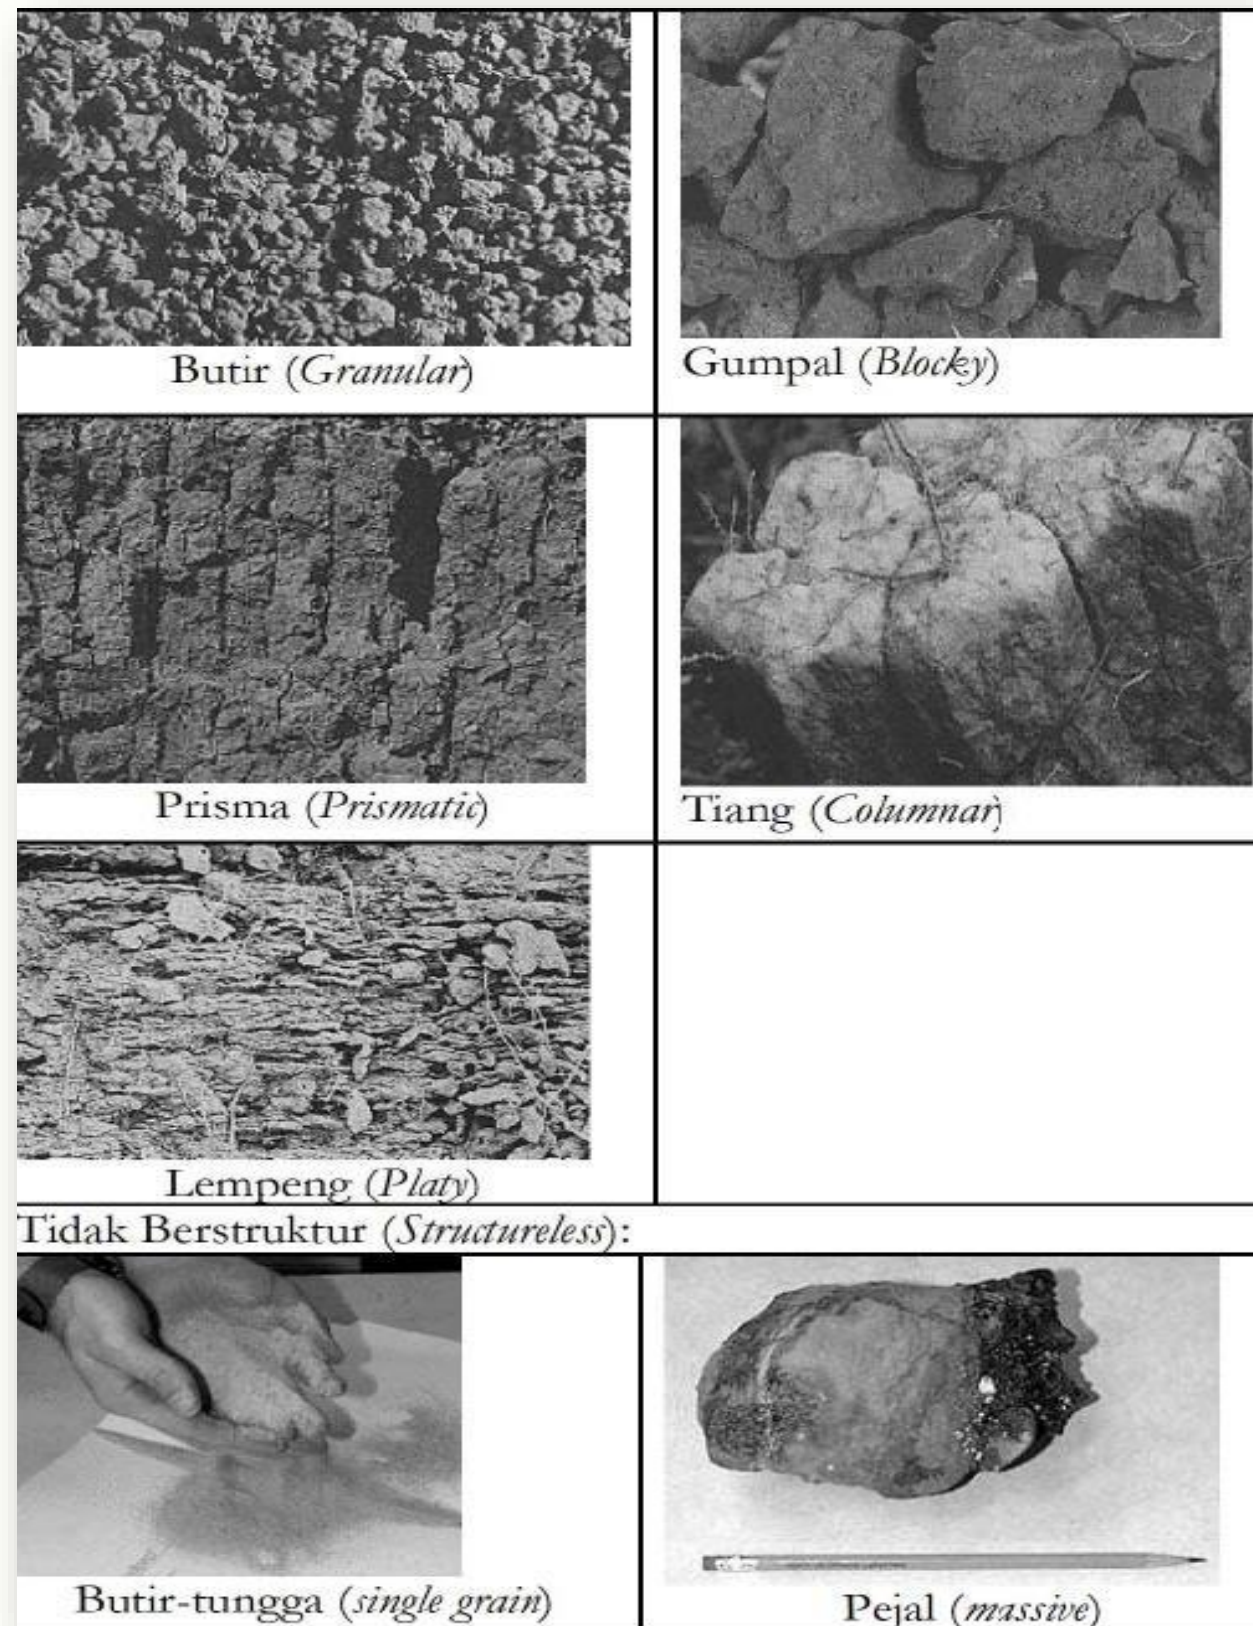 Butir (Granular)
Gumpal (Blocky)
Prisma (Prismatic)
Tiang (Columnar)
Lempeng (Platy)
Tidak Berstruktur (Structureless):
Butir-tungga (single grain)
Pejal (massive)